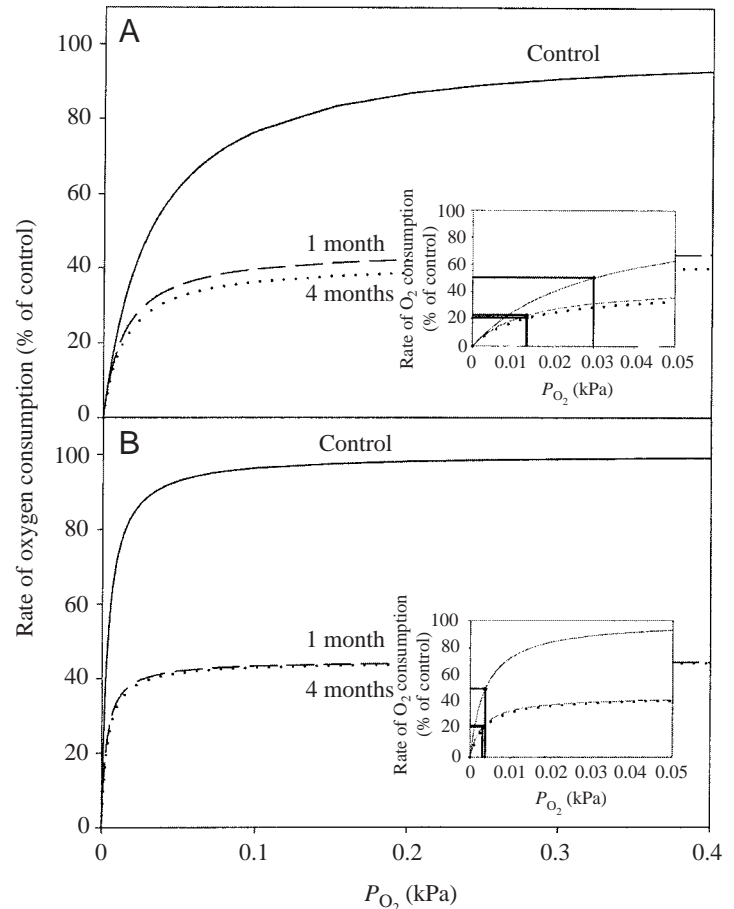 Rate of oxygen consumption (% of control)
A
100
80
60
40
20
0
Control
1 month
4 months
Rate of O2 consumption
(% of control)
100
80
60
40
20
0
0 0.01 0.02 0.03 0.04 0.05
PO2 (kPa)
B
100
80
60
40
20
0
Control
1 month
4 months
Rate of O2 consumption
(% of control)
100
80
60
40
20
0
0 0.01 0.02 0.03 0.04 0.05
PO2 (kPa)
0 0.1 0.2 0.3 0.4
PO2 (kPa)